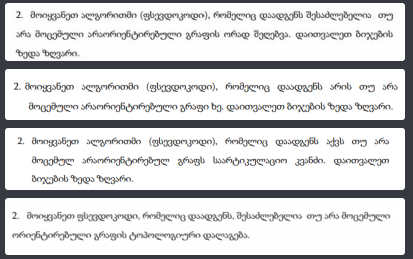 2. მოიყვანეთ ალგორითმი (ფსევდოკოდი), რომელიც დაადგენს შესაძლებელია თუ
არა მოცემული არაორიენტირებული გრაფის ორად შეღებვა. დაითვალეთ ბიჯების
ზედა ზღვარი.
2. მოიყვანეთ ალგორითმი (ფსევდოკოდი), რომელიც დაადგენს არის თუ არა
მოცემული არაორიენტირებული გრაფი ხე. დაითვალეთ ბიჯების ზედა ზღვარი.
2. მოიყვანეთ ალგორითმი (ფსევდოკოდი), რომელიც დაადგენს აქვს თუ არა
მოცემულ არაორიენტირებულ გრაფს საარტიკულაციო კვანძი. დაითვალეთ
ბიჯების ზედა ზღვარი.
2. მოიყვანეთ ფსევდოკოდი, რომელიც დაადგენს, შესაძლებელია თუ არა მოცემული
ორიენტირებული გრაფის ტოპოლოგიური დალაგება.